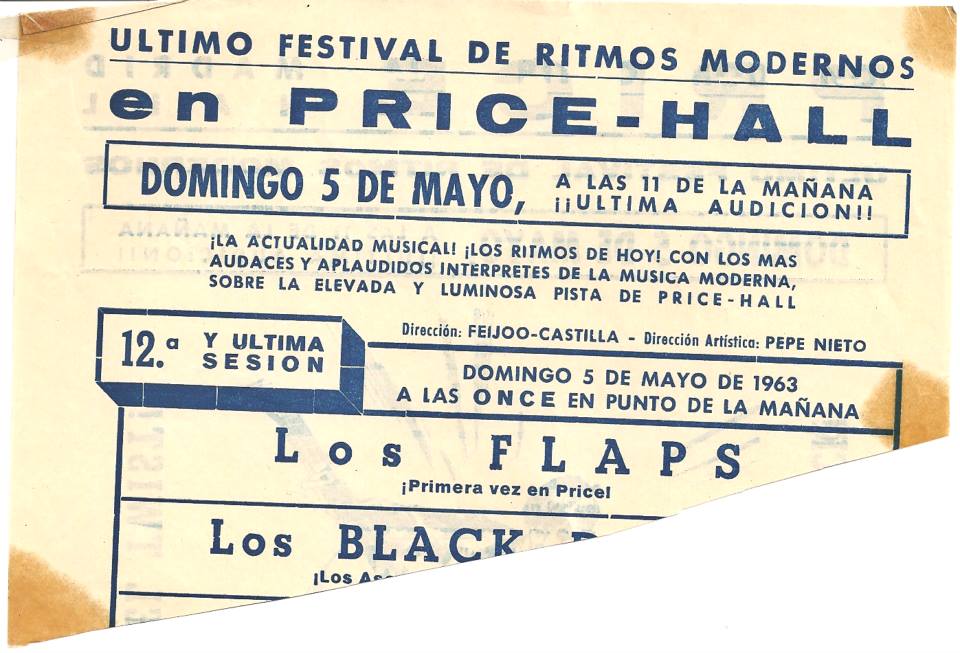 ULTIMO FESTIVAL DE RITMOS MODERNOS
en PRICE-HALL
DOMINGO 5 DE MAYO,
A LAS 11 DE LA MAÑANA
¡¡ULTIMA AUDICION!!
¡LA ACTUALIDAD MUSICAL! ¡LOS RITMOS DE HOY! CON LOS MAS
AUDACES Y APLAUDIDOS INTERPRETES DE LA MUSICA MODERNA,
SOBRE LA ELEVADA Y LUMINOSA PISTA DE PRICE-HALL
Dirección: FEIJOO-CASTILLA - Dirección Artística: PEPE NIETO
12.ª Y ULTIMA
SESION
DOMINGO 5 DE MAYO DE 1963
A LAS ONCE EN PUNTO DE LA MAÑANA
Los FLAPS
¡Primera vez en Price!
Los BLACK
¡Los